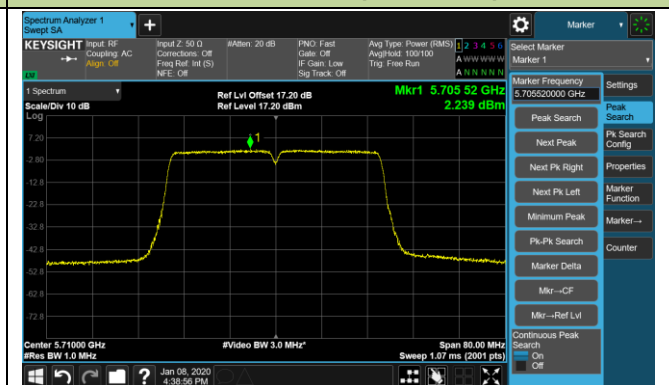 Spectrum Analyzer 1
Swept SA
+
Marker
KEYSIGHT
Input: RF
Coupling: AC
Align: Off
Input Z: 50 Ω
Corrections: Off
Freq Ref: Int (S)
NFE: Off
#Atten: 20 dB
PNO: Fast
Gate: Off
IF Gain: Low
Sig Track: Off
Avg Type: Power (RMS)
Avg|Hold: 100/100
Trig: Free Run
1 2 3 4 5 6
A W W W W W
A N N N N N
Select Marker
Marker 1
LXI
1 Spectrum
Scale/Div 10 dB
Log
Ref Lvl Offset 17.20 dB
Ref Level 17.20 dBm
Mkr1 5.705 52 GHz
2.239 dBm
7.20
-2.80
-12.8
-22.8
-32.8
-42.8
-52.8
-62.8
-72.8
1
Center 5.71000 GHz
#Res BW 1.0 MHz
#Video BW 3.0 MHz*
Span 80.00 MHz
Sweep 1.07 ms (2001 pts)
Marker Frequency
5.705520000 GHz
Peak Search
Next Peak
Next Pk Right
Next Pk Left
Minimum Peak
Pk-Pk Search
Marker Delta
Mkr→CF
Mkr→Ref Lvl
Continuous Peak
Search
On
Off
Settings
Peak
Search
Pk Search
Config
Properties
Marker
Function
Marker→
Counter
?
Jan 08, 2020
4:38:56 PM